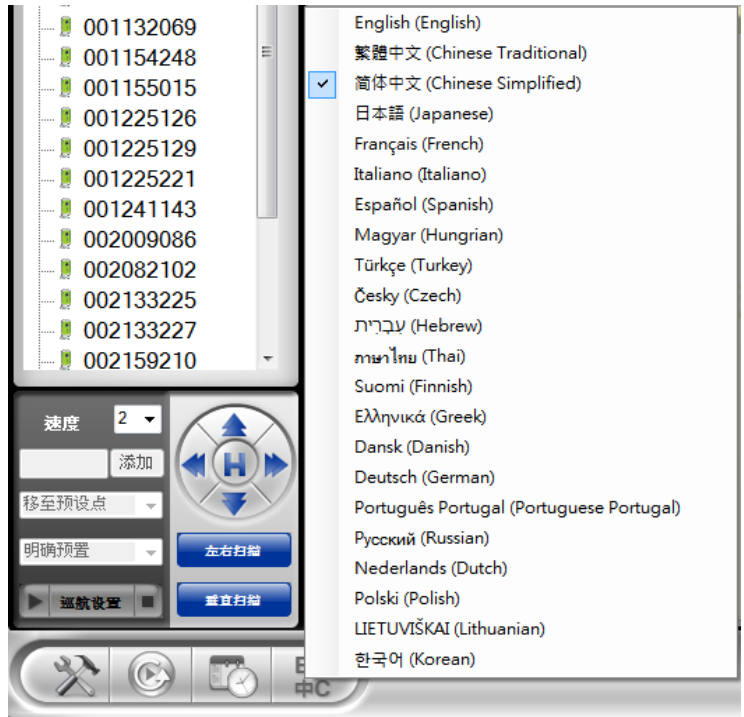 001132069
001154248
001155015
001225126
001225129
001225221
001241143
002009086
002082102
002133225
002133227
002159210
English (English)
繁體中文 (Chinese Traditional)
简体中文 (Chinese Simplified)
日本語 (Japanese)
Français (French)
Italiano (Italiano)
Español (Spanish)
Magyar (Hungrian)
Türkçe (Turkey)
Česky (Czech)
עִבְרִית (Hebrew)
ภาษาไทย (Thai)
Suomi (Finnish)
Ελληνικά (Greek)
Dansk (Danish)
Deutsch (German)
Português Portugal (Portuguese Portugal)
Русский (Russian)
Nederlands (Dutch)
Polski (Polish)
LIETUVIŠKAI (Lithuanian)
한국어 (Korean)
速度 2
添加
移至预设点
明确预置
巡航设置
H
左右扫描
垂直扫描
中C